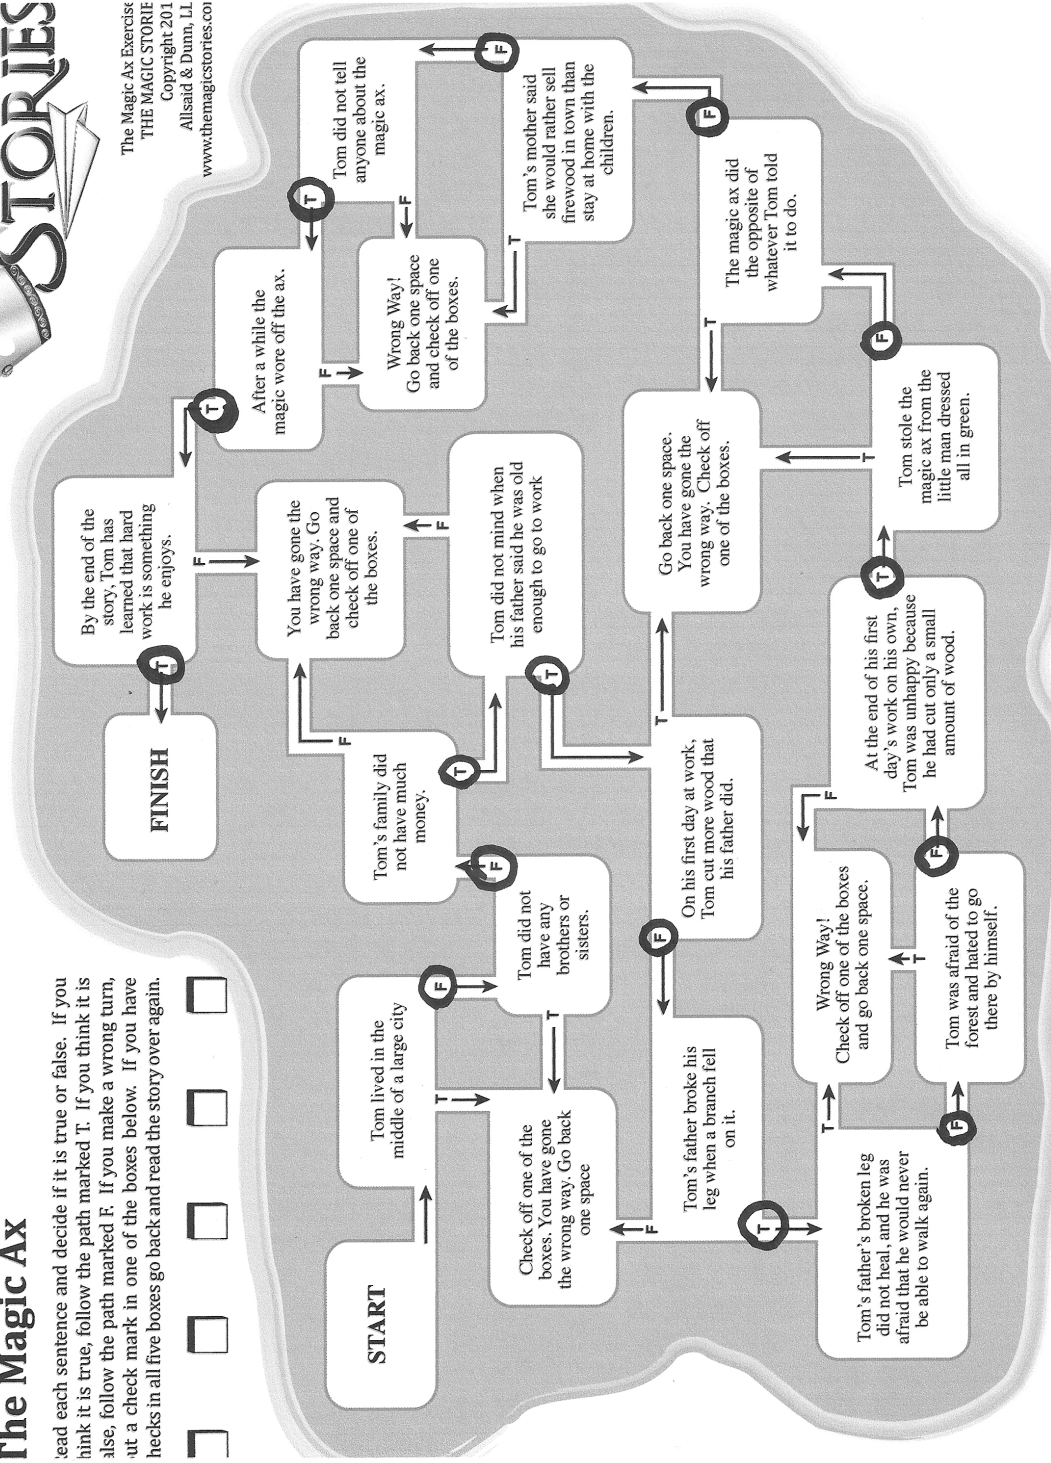 The Magic Ax
Read each sentence and decide if it is true or false. If you
think it is true, follow the path marked T. If you think it is
false, follow the path marked F. If you make a wrong turn,
put a check mark in one of the boxes below. If you have
checks in all five boxes go back and read the story over again.
STORIES
The Magic Ax Exercise
THE MAGIC STORIE
Copyright 201
Allsaid & Dunn, LL
www.themagicstories.co
START
Tom lived in the
middle of a large city
T
F
Check off one of the
boxes. You have gone
the wrong way. Go back
one space
Tom did not
have any
brothers or
sisters.
T
F
Tom's family did
not have much
money.
T
F
You have gone the
wrong way. Go
back one space and
check off one of
the boxes.
Tom did not mind when
his father said he was old
enough to go to work
T
F
On his first day at work,
Tom cut more wood that
his father did.
T
F
Go back one space.
You have gone the
wrong way. Check off
one of the boxes.
Tom's father broke his
leg when a branch fell
on it.
T
F
Tom's father's broken leg
did not heal, and he was
afraid that he would never
be able to walk again.
T
F
Wrong Way!
Check off one of the boxes
and go back one space.
Tom was afraid of the
forest and hated to go
there by himself.
T
F
At the end of his first
day's work on his own,
Tom was unhappy because
he had cut only a small
amount of wood.
T
F
Tom stole the
magic ax from the
little man dressed
all in green.
T
F
The magic ax did
the opposite of
whatever Tom told
it to do.
T
F
Tom's mother said
she would rather sell
firewood in town than
stay at home with the
children.
T
F
Wrong Way!
Go back one space
and check off one
of the boxes.
Tom did not tell
anyone about the
magic ax.
T
F
After a while the
magic wore off the ax.
T
F
By the end of the
story, Tom has
learned that hard
work is something
he enjoys.
T
F
FINISH